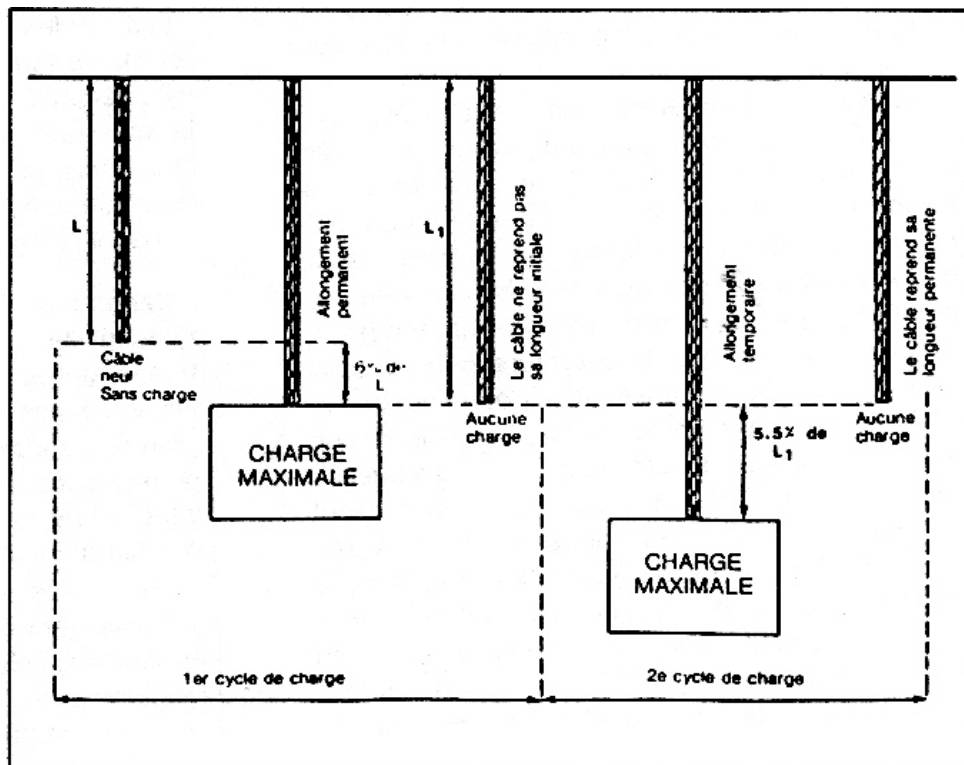 L
Câble
neuf
Sans charge
Allongement
permanent
6% de
L
CHARGE
MAXIMALE
L₁
Le câble ne reprend pas
sa longueur initiale
Aucune
charge
Allongement
temporaire
5.5% de
L₁
CHARGE
MAXIMALE
Aucune
charge
Le câble reprend sa
longueur permanente
1er cycle de charge
2e cycle de charge